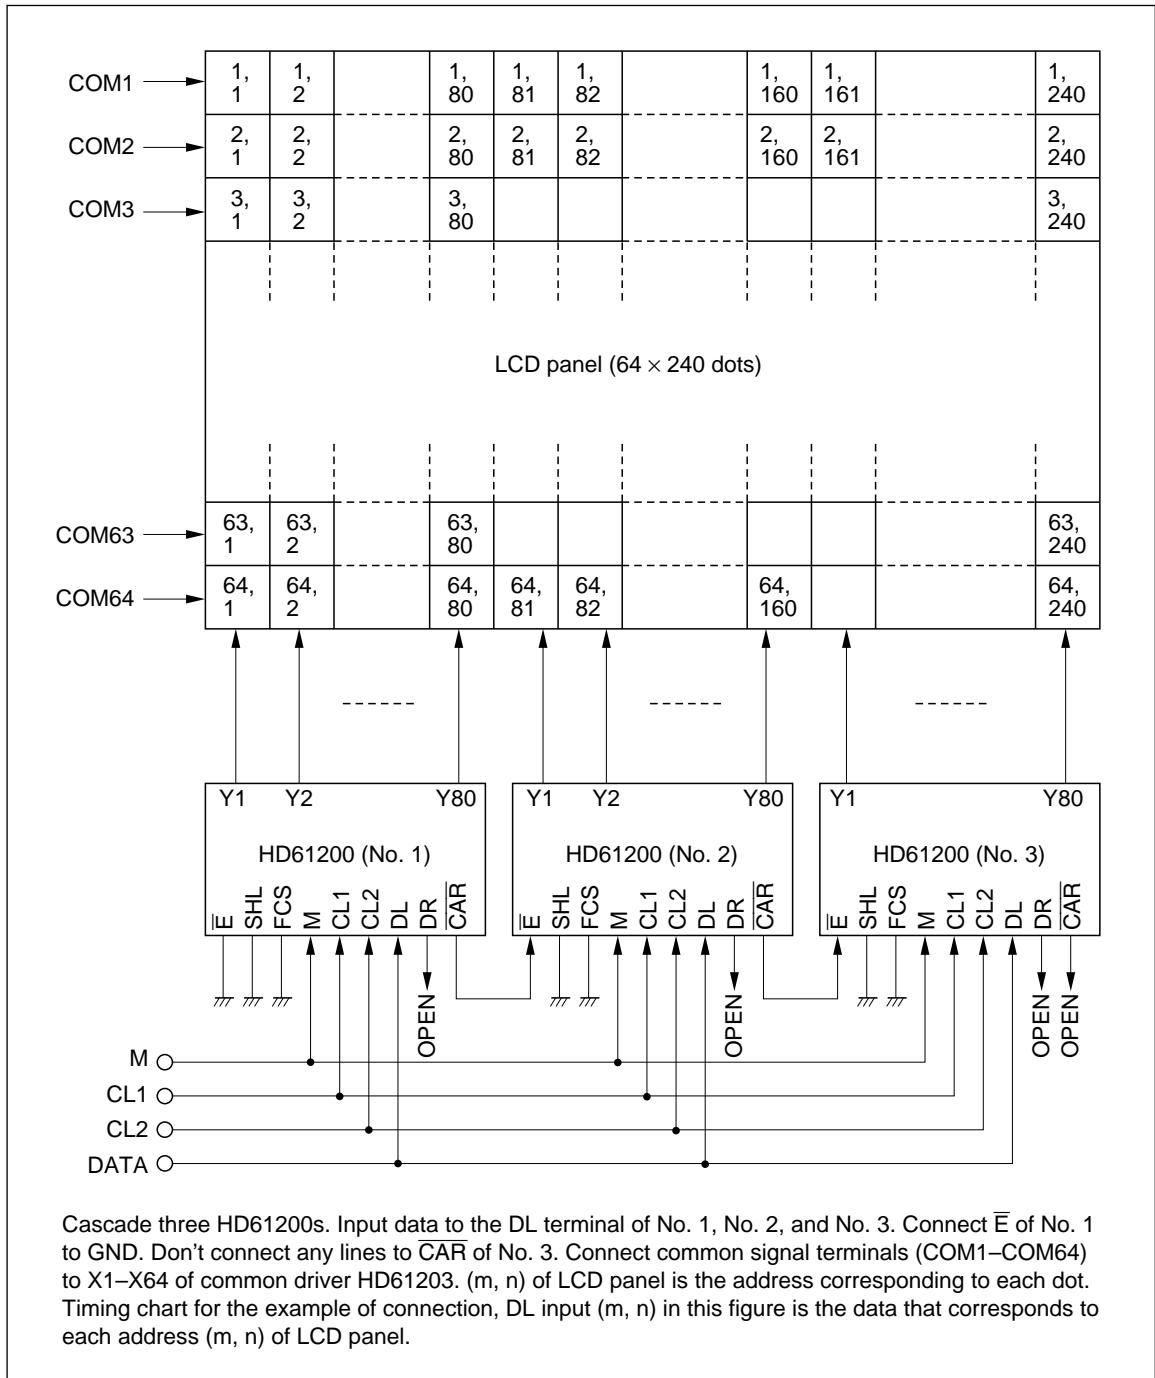 COM1 1, 1 1, 2 1, 80 1, 81 1, 82 1, 160 1, 161 1, 240
COM2 2, 1 2, 2 2, 80 2, 81 2, 82 2, 160 2, 161 2, 240
COM3 3, 1 3, 2 3, 80 3, 240
LCD panel (64 × 240 dots)
COM63 63, 1 63, 2 63, 80 63, 240
COM64 64, 1 64, 2 64, 80 64, 81 64, 82 64, 160 64, 240
Y1 Y2 Y80 Y1 Y2 Y80 Y1 Y80
HD61200 (No. 1) HD61200 (No. 2) HD61200 (No. 3)
E̅ SHL FCS M CL1 CL2 DL DR C̅A̅R̅ E̅ SHL FCS M CL1 CL2 DL DR C̅A̅R̅ E̅ SHL FCS M CL1 CL2 DL DR C̅A̅R̅
OPEN OPEN OPEN OPEN
M
CL1
CL2
DATA
Cascade three HD61200s. Input data to the DL terminal of No. 1, No. 2, and No. 3. Connect E̅ of No. 1
to GND. Don't connect any lines to C̅A̅R̅ of No. 3. Connect common signal terminals (COM1–COM64)
to X1–X64 of common driver HD61203. (m, n) of LCD panel is the address corresponding to each dot.
Timing chart for the example of connection, DL input (m, n) in this figure is the data that corresponds to
each address (m, n) of LCD panel.